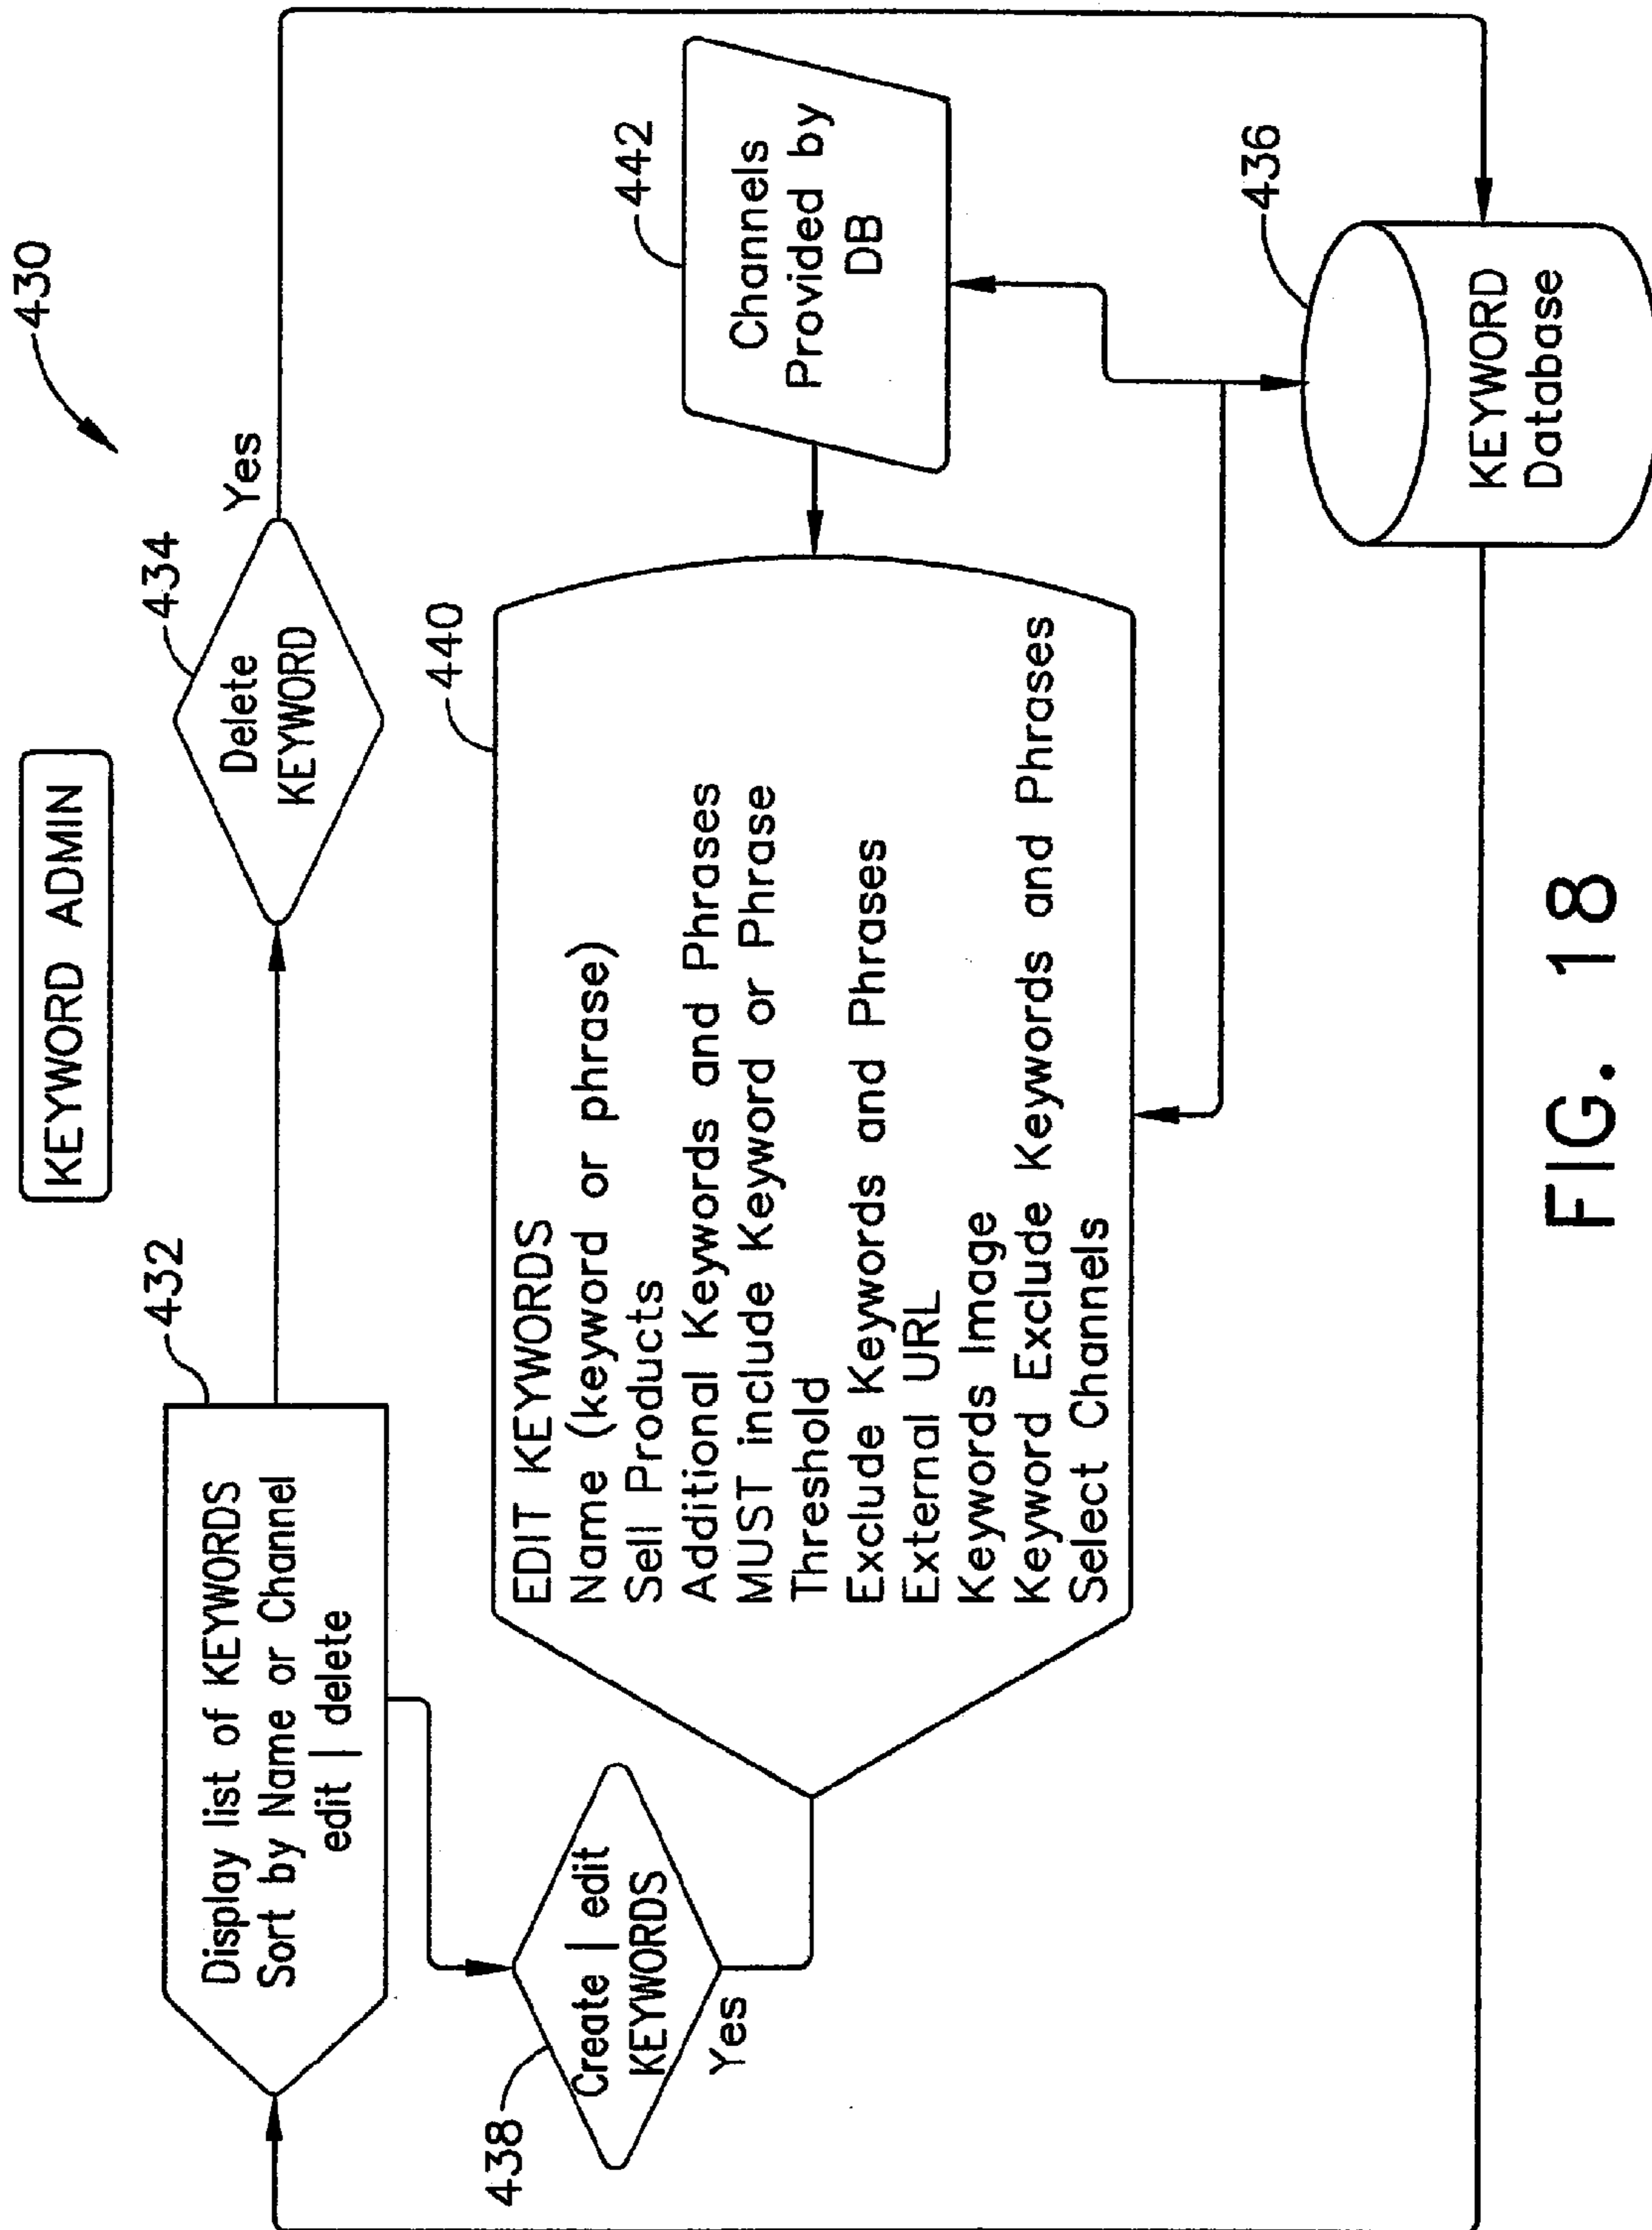 KEYWORD ADMIN
430
432
Display list of KEYWORDS
Sort by Name or Channel
edit | delete
434
Delete
KEYWORD
Yes
438
Create | edit
KEYWORDS
Yes
440
EDIT KEYWORDS
Name (keyword or phrase)
Sell Products
Additional Keywords and Phrases
MUST include Keyword or Phrase
Threshold
Exclude Keywords and Phrases
External URL
Keywords Image
Keyword Exclude Keywords and Phrases
Select Channels
442
Channels
Provided by
DB
436
KEYWORD
Database
FIG. 18